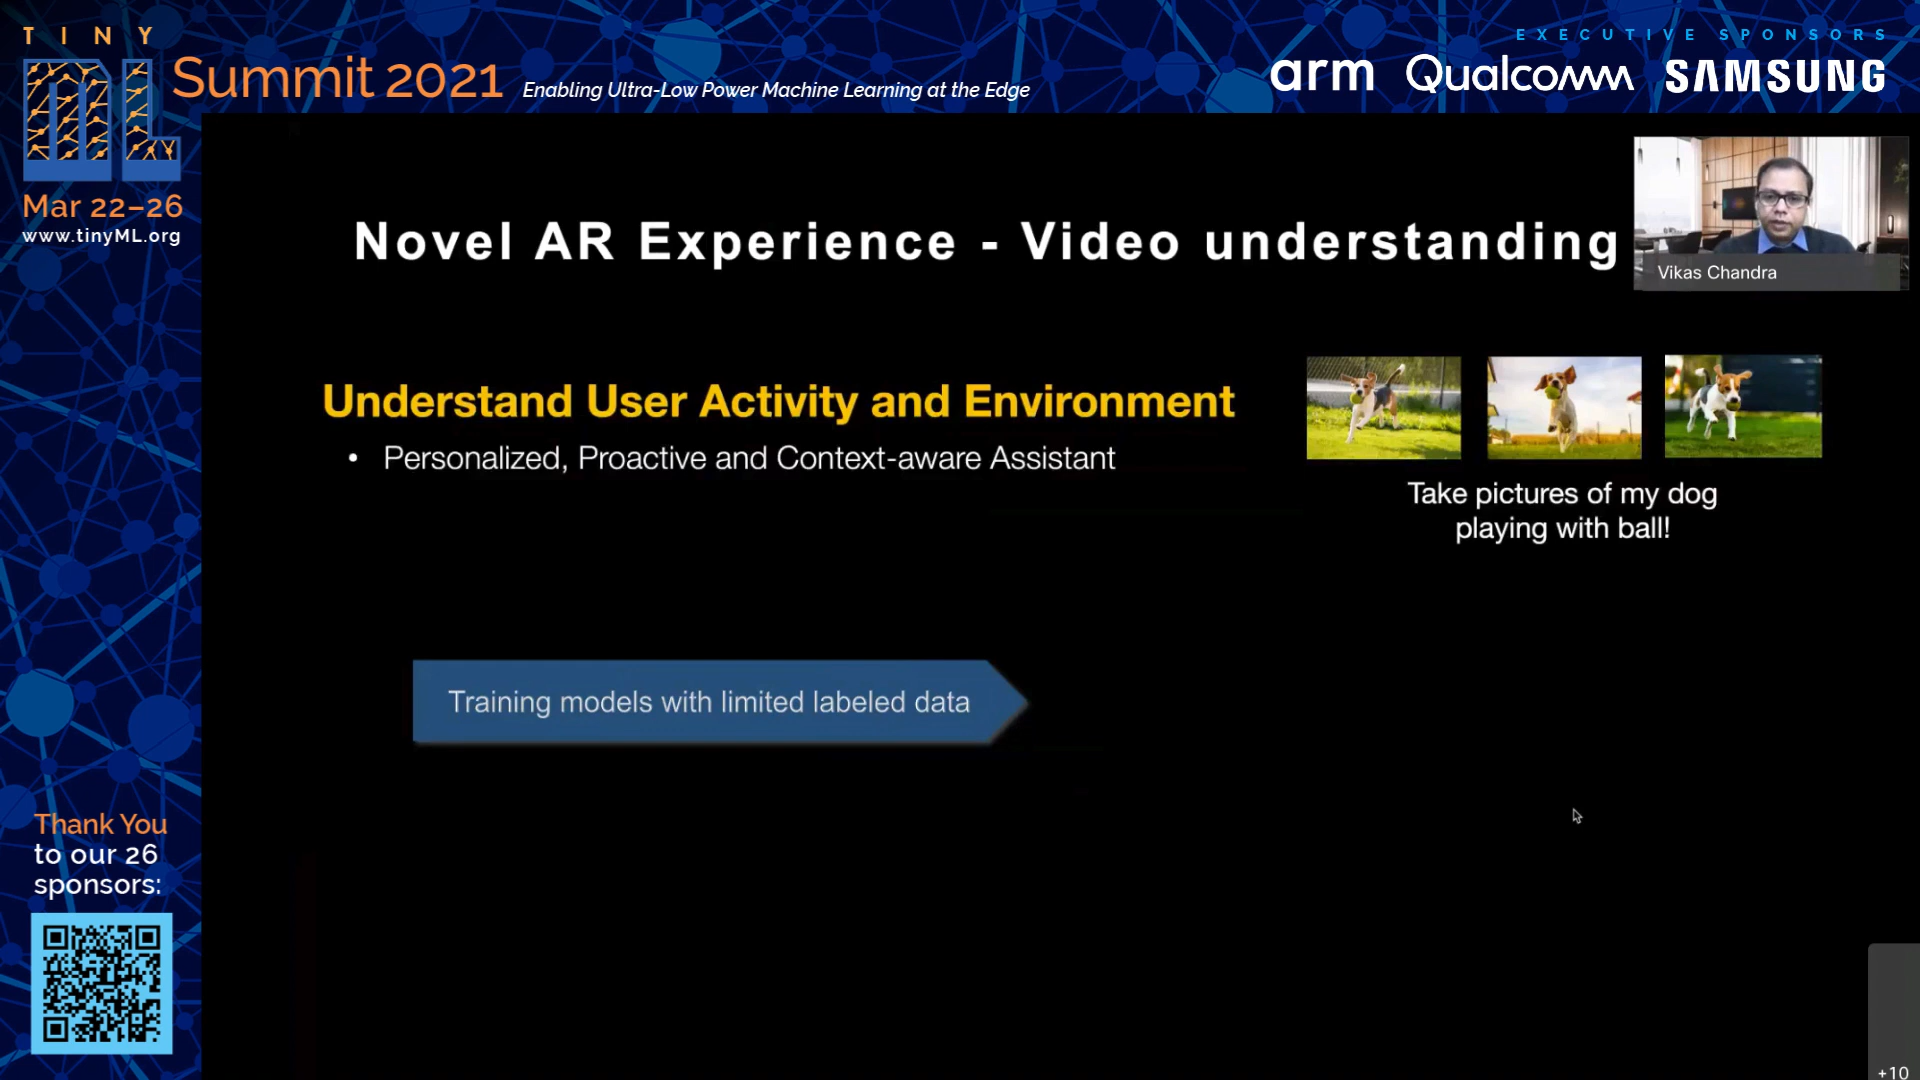 TINY
ML
Summit 2021
Enabling Ultra-Low Power Machine Learning at the Edge
EXECUTIVE SPONSORS
arm Qualcomm SAMSUNG
Mar 22–26
www.tinyML.org
Novel AR Experience - Video understanding
Vikas Chandra
Understand User Activity and Environment
• Personalized, Proactive and Context-aware Assistant
Take pictures of my dog
playing with ball!
Training models with limited labeled data
Thank You
to our 26
sponsors:
+10